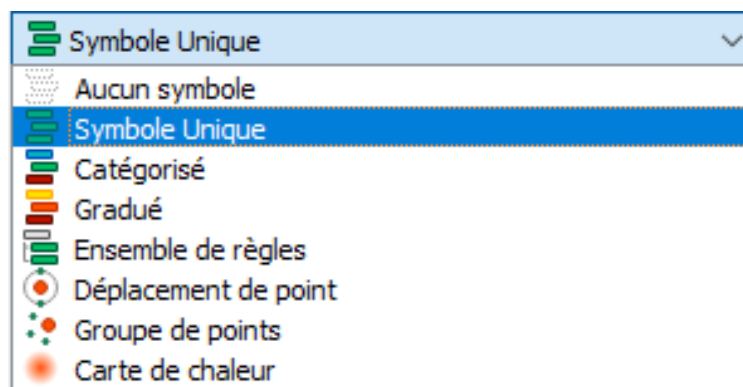 Symbole Unique
Aucun symbole
Symbole Unique
Catégorisé
Gradué
Ensemble de règles
Déplacement de point
Groupe de points
Carte de chaleur